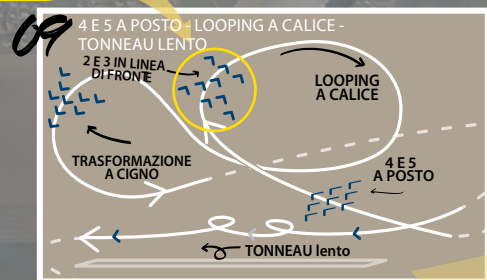 09
4 E 5 A POSTO - LOOPING A CALICE -
TONNEAU LENTO
2 E 3 IN LINEA
DI FRONTE
LOOPING
A CALICE
TRASFORMAZIONE
A CIGNO
4 E 5
A POSTO
TONNEAU lento